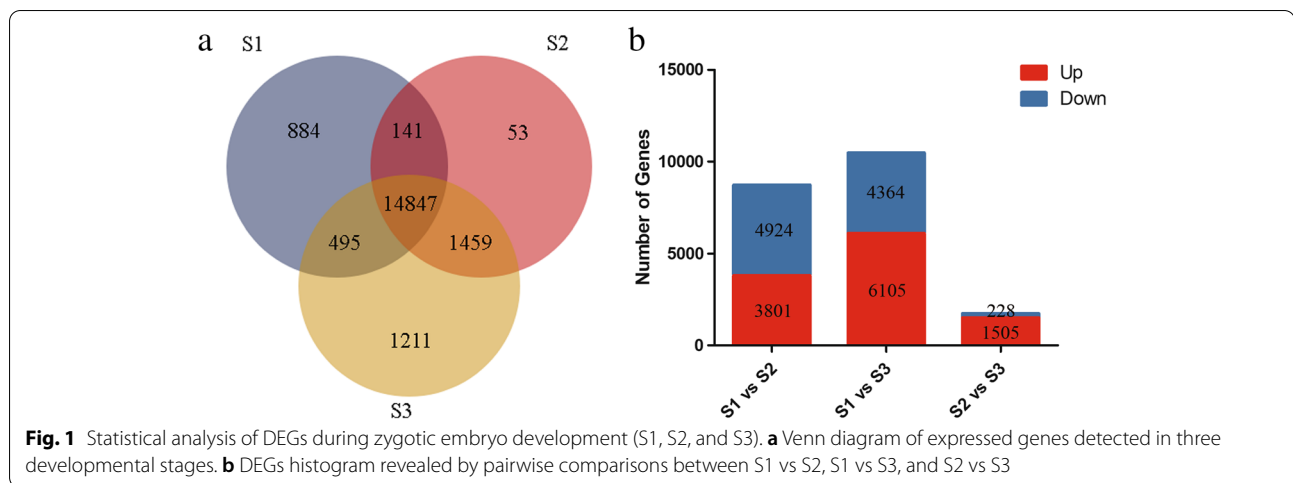 a
S1
S2
884
141
53
14847
495
1459
1211
S3
b
Up
Down
Number of Genes
15000
10000
5000
0
4924
3801
4364
6105
228
1505
S1 vs S2
S1 vs S3
S2 vs S3
Fig. 1 Statistical analysis of DEGs during zygotic embryo development (S1, S2, and S3). a Venn diagram of expressed genes detected in three
developmental stages. b DEGs histogram revealed by pairwise comparisons between S1 vs S2, S1 vs S3, and S2 vs S3